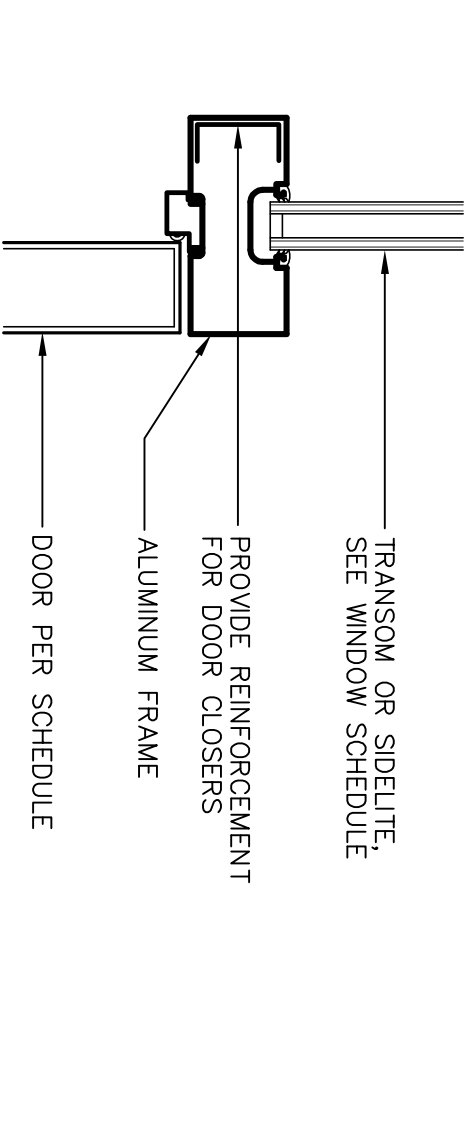 TRANSOM OR SIDELITE,
SEE WINDOW SCHEDULE
PROVIDE REINFORCEMENT
FOR DOOR CLOSERS
ALUMINUM FRAME
DOOR PER SCHEDULE